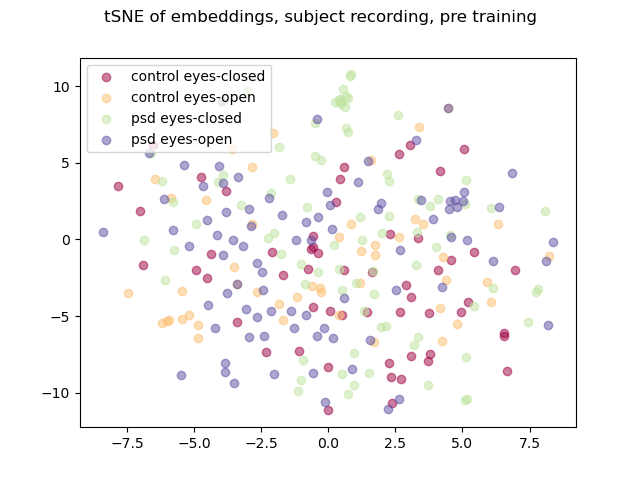 tSNE of embeddings, subject recording, pre training
control eyes-closed
control eyes-open
psd eyes-closed
psd eyes-open
10
5
0
−5
−10
−7.5 −5.0 −2.5 0.0 2.5 5.0 7.5